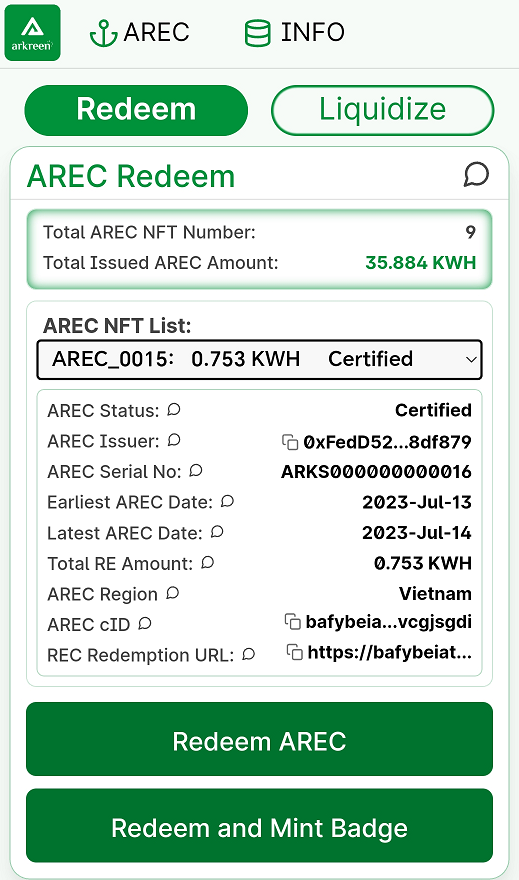 arkreen
AREC
INFO
Redeem
Liquidize
AREC Redeem
Total AREC NFT Number: 9
Total Issued AREC Amount: 35.884 KWH
AREC NFT List:
AREC_0015: 0.753 KWH Certified
AREC Status: Certified
AREC Issuer: 0xFedD52...8df879
AREC Serial No: ARKS000000000016
Earliest AREC Date: 2023-Jul-13
Latest AREC Date: 2023-Jul-14
Total RE Amount: 0.753 KWH
AREC Region Vietnam
AREC cID bafybeia...vcgjsgdi
REC Redemption URL: https://bafybeiat...
Redeem AREC
Redeem and Mint Badge